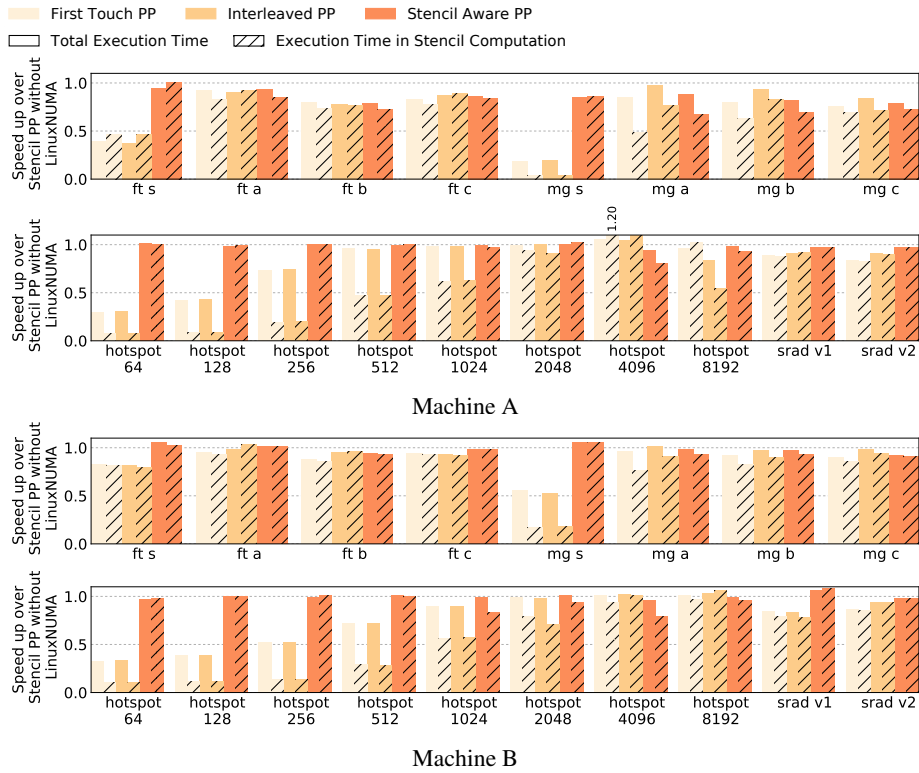 First Touch PP Interleaved PP Stencil Aware PP
Total Execution Time Execution Time in Stencil Computation
Speed up over
Stencil PP without
LinuxNUMA
1.0
0.5
0.0
ft s ft a ft b ft c mg s mg a mg b mg c
1.20
Speed up over
Stencil PP without
LinuxNUMA
1.0
0.5
0.0
hotspot hotspot hotspot hotspot hotspot hotspot hotspot hotspot srad v1 srad v2
64 128 256 512 1024 2048 4096 8192
Machine A
Speed up over
Stencil PP without
LinuxNUMA
1.0
0.5
0.0
ft s ft a ft b ft c mg s mg a mg b mg c
Speed up over
Stencil PP without
LinuxNUMA
1.0
0.5
0.0
hotspot hotspot hotspot hotspot hotspot hotspot hotspot hotspot srad v1 srad v2
64 128 256 512 1024 2048 4096 8192
Machine B